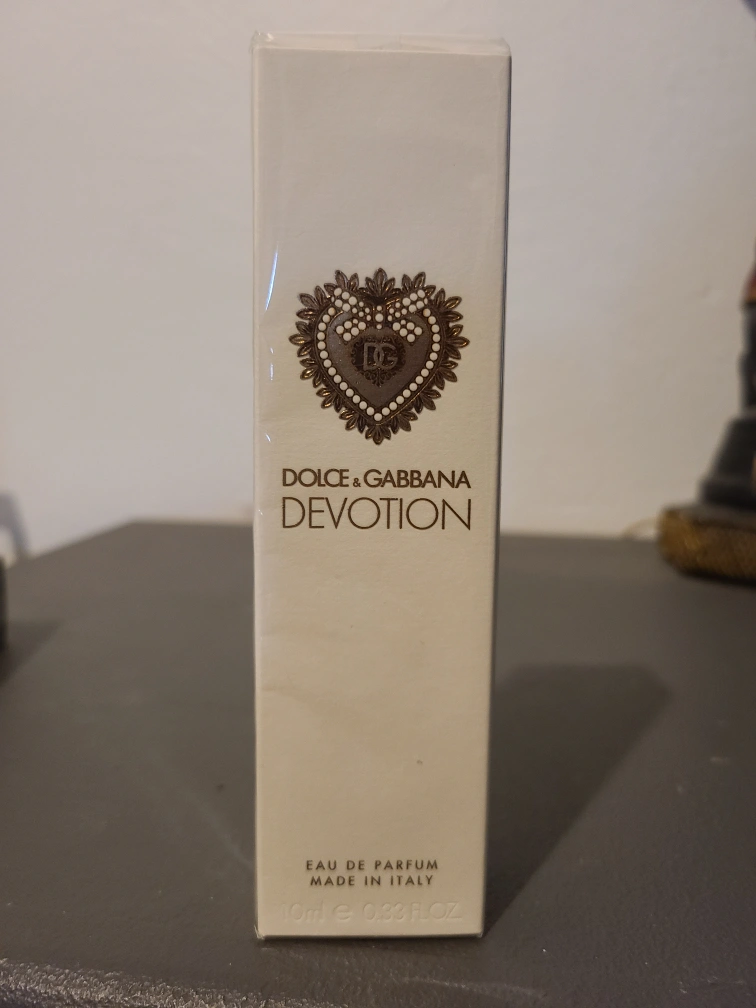 DG
DOLCE & GABBANA
DEVOTION
EAU DE PARFUM
MADE IN ITALY
10ml ℮ 0.33 FL.OZ.